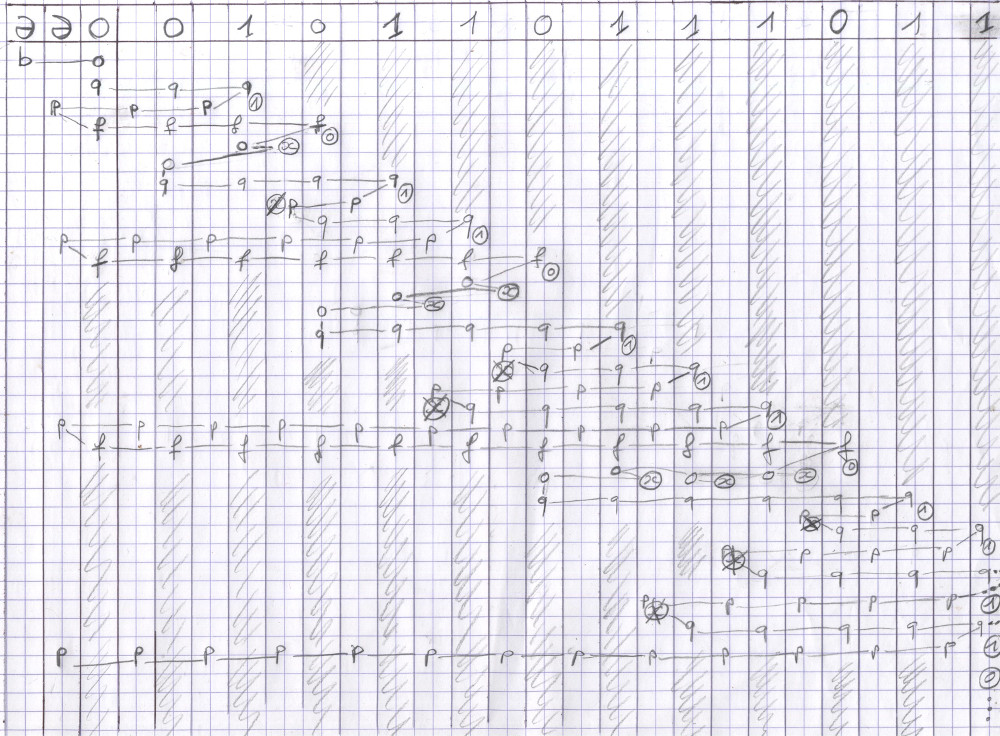 ə ə 0 0 1 0 1 1 0 1 1 1 0 1 1
b o
q q q
p p p ①
f f f f ⓪
o ⓧ
o
q q q q ①
ⓧ p p
q q q ①
p p p p p p
f f f f f f f ⓪
o ⓧ
o ⓧ
o
q q q q q ①
p p
ⓧ q q q ①
p p p p
ⓧ q q q q q ①
p p p p p p p p p p
f f f f f f f f f f f ⓪
o o ⓧ o ⓧ o ⓧ
q q q q q q ①
p p
ⓧ q q q ①
p p p p
ⓧ q q q q
p p p p p ①
ⓧ q q q q q ①
p p p p p p p p p p p p p
⓪